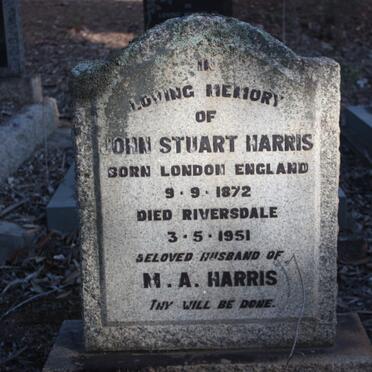 IN
LOVING MEMORY
OF
JOHN STUART HARRIS
BORN LONDON ENGLAND
9-9-1872
DIED RIVERSDALE
3-5-1951
BELOVED HUSBAND OF
M. A. HARRIS
THY WILL BE DONE.